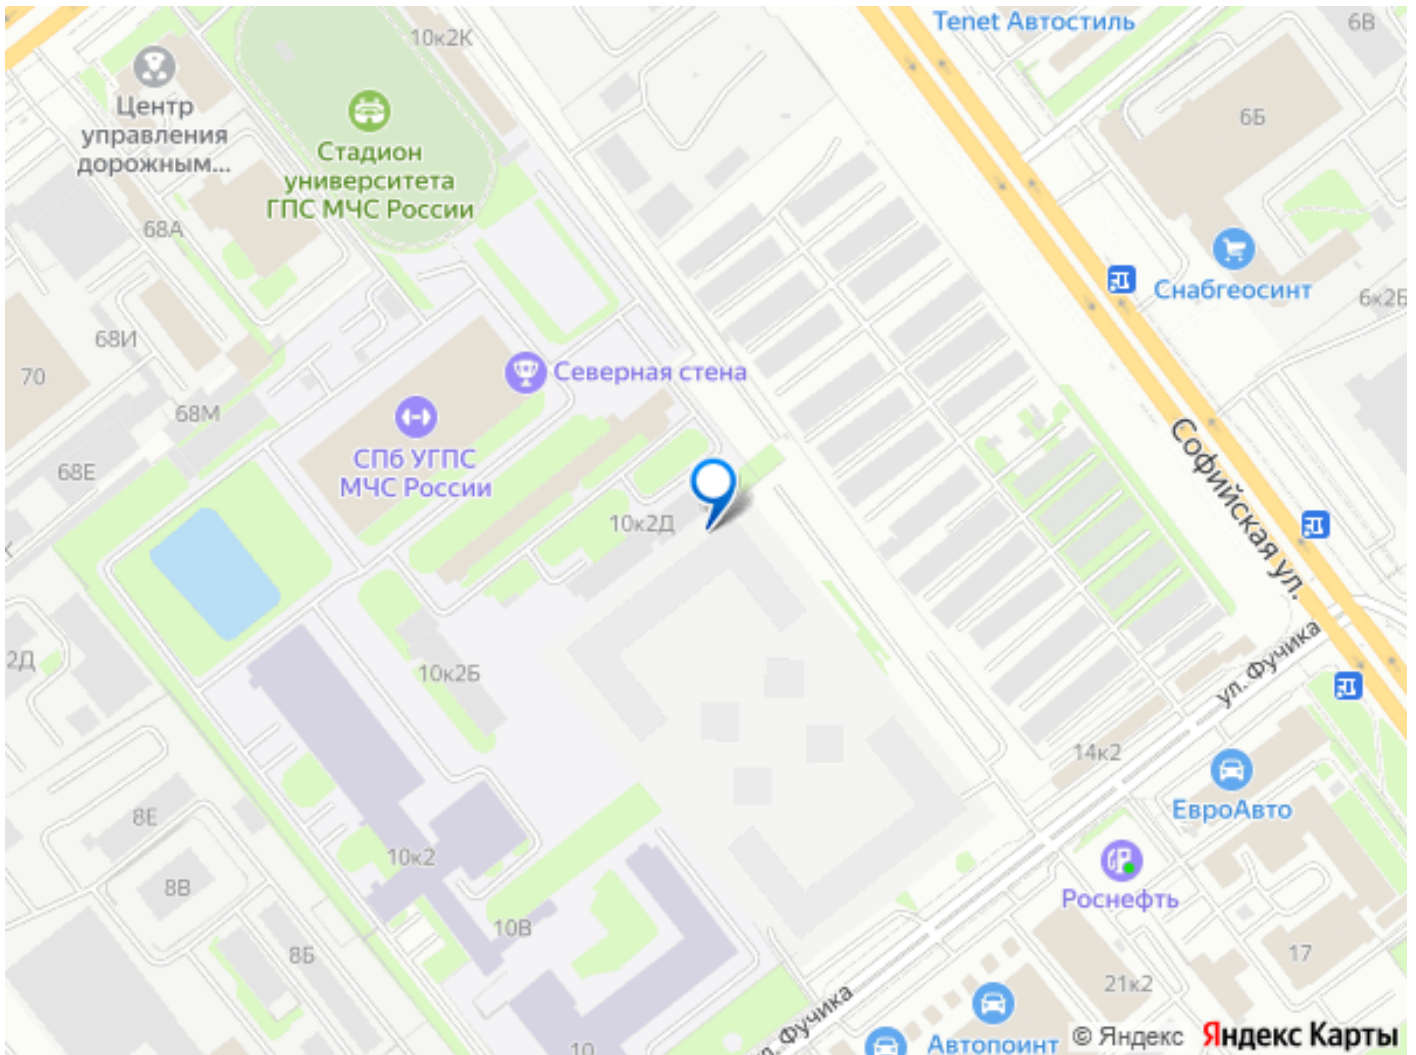 Tenet Автостиль
6В
10к2К
Центр
управления
дорожным...
6Б
Стадион
университета
ГПС МЧС России
68А
Снабгеосинт
6к2Б
68И
70
Северная стена
68М
СПб УГПС
МЧС России
68Е
Софийская ул.
10к2Д
2Д
10к2Б
ул. Фучика
14к2
ЕвроАвто
8Е
10к2
8В
Роснефть
10В
8Б
17
21к2
ул. Фучика
10
Автопоинт
© Яндекс Яндекс Карты